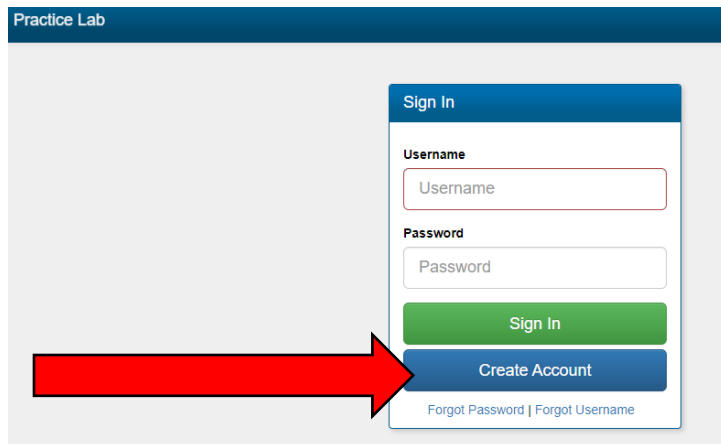 Practice Lab
Sign In
Username
Username
Password
Password
Sign In
Create Account
Forgot Password | Forgot Username